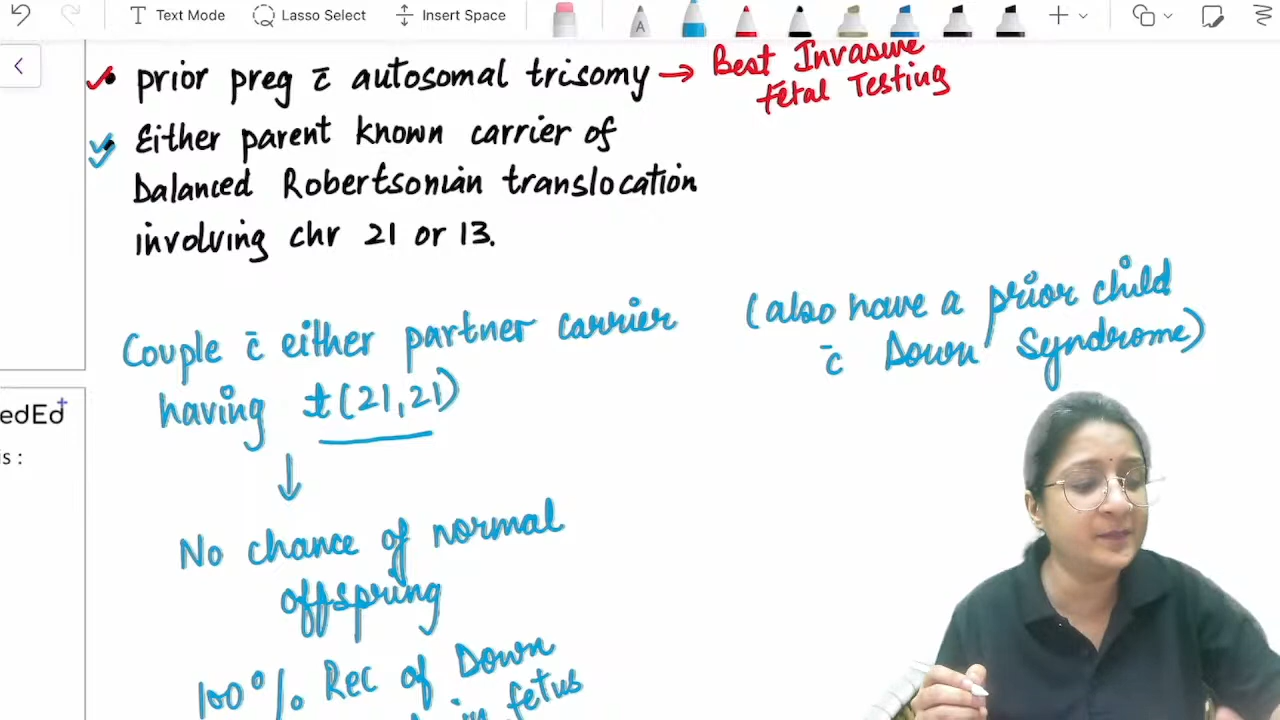 Text Mode
Lasso Select
Insert Space
A
prior preg c̄ autosomal trisomy → Best Invasive
fetal Testing
Either parent known carrier of
balanced Robertsonian translocation
involving chr 21 or 13.
Couple c̄ either partner carrier
having t(21,21)
(also have a prior child
c̄ Down Syndrome)
↓
No chance of normal
offspring
100% Rec of Down
in fetus
edEd+
is :